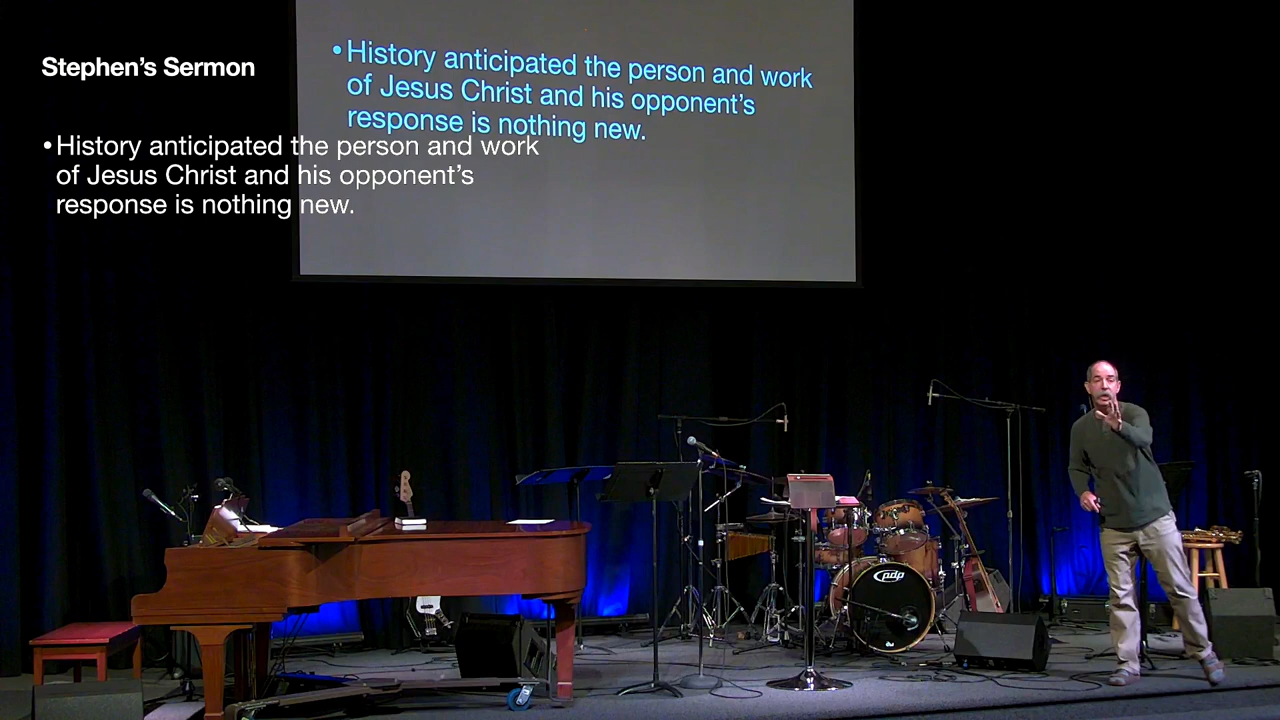 Stephen’s Sermon
•History anticipated the person and work
of Jesus Christ and his opponent’s
response is nothing new.
•History anticipated the person and work
of Jesus Christ and his opponent’s
response is nothing new.
pdp